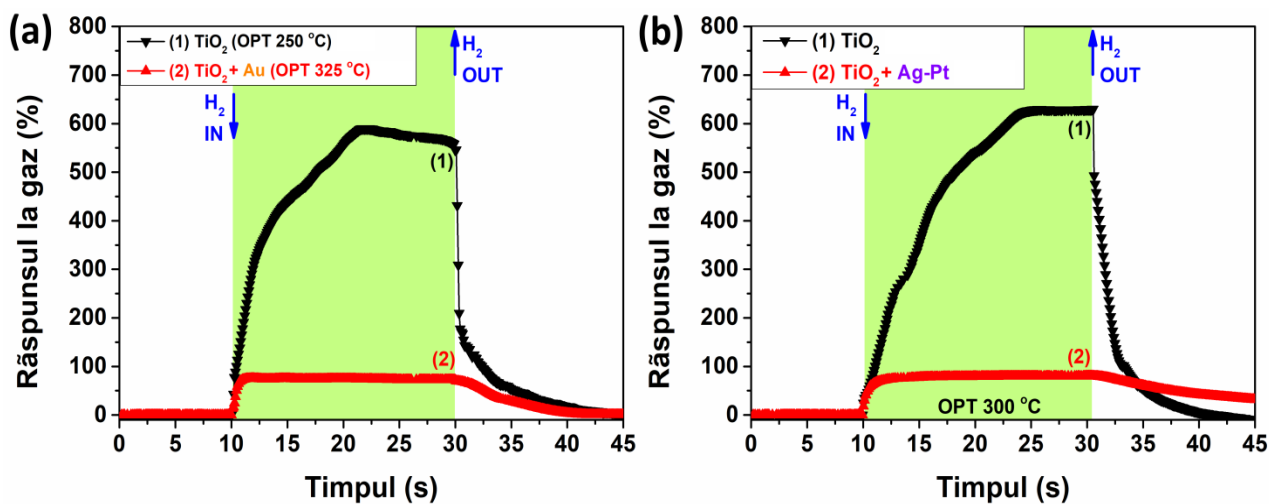 (a)
Răspunsul la gaz (%)
800
700
600
500
400
300
200
100
0
(1) TiO2 (OPT 250 °C)
(2) TiO2 + Au (OPT 325 °C)
H2
IN
H2
OUT
(1)
(2)
0 5 10 15 20 25 30 35 40 45
Timpul (s)
(b)
Răspunsul la gaz (%)
800
700
600
500
400
300
200
100
0
(1) TiO2
(2) TiO2 + Ag-Pt
H2
IN
H2
OUT
(1)
(2)
OPT 300 °C
0 5 10 15 20 25 30 35 40 45
Timpul (s)